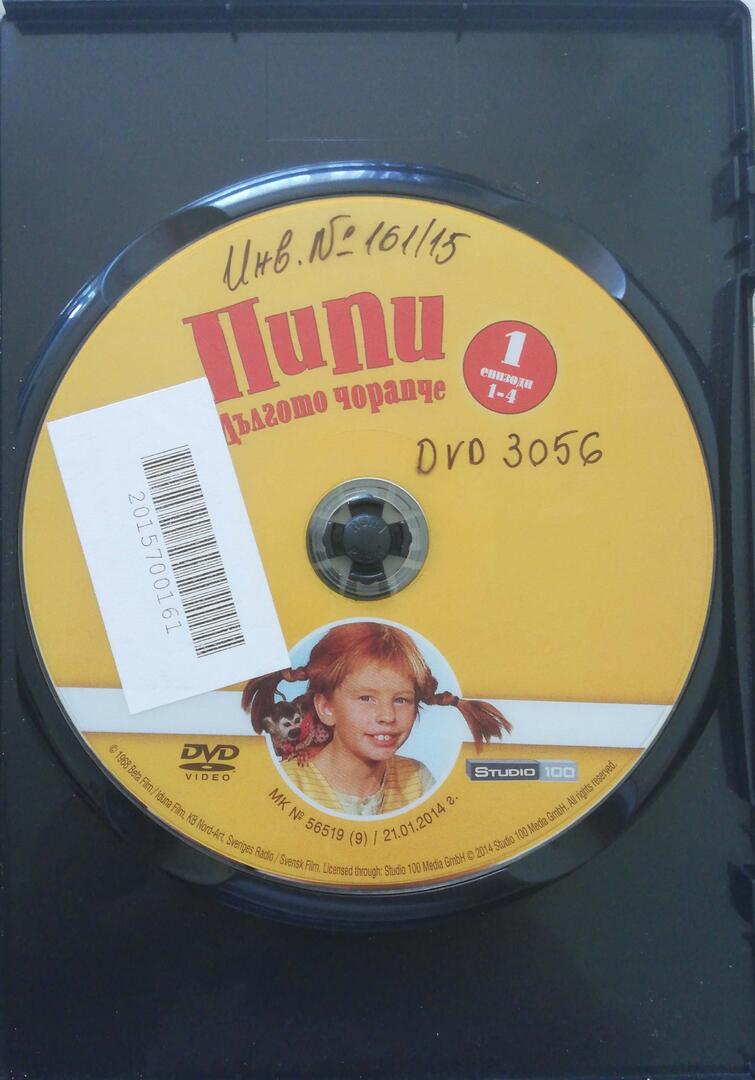 Инв. № 161/15
Пипи
Дългото чорапче
1
епизоди
1-4
DVD 3056
2015700161
DVD
VIDEO
STUDIO 100
МК № 56519 (9) / 21.01.2014 г.
© 1968 Beta Film / Iduna Film, KB Nord-Art, Sveriges Radio / Svensk Film. Licensed through: Studio 100 Media GmbH © 2014 Studio 100 Media GmbH. All rights reserved.